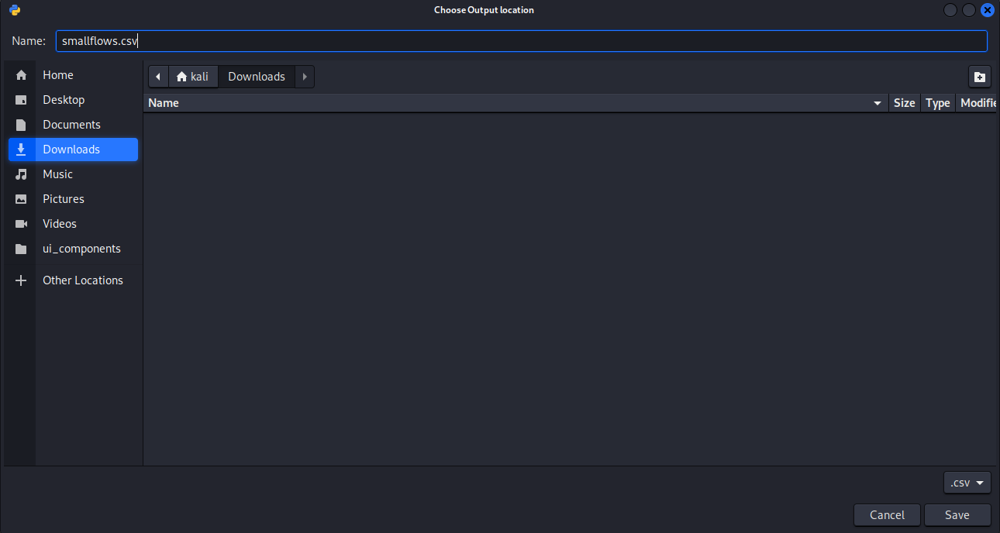 Choose Output location
Name: smallflows.csv
Home
Desktop
Documents
Downloads
Music
Pictures
Videos
ui_components
Other Locations
kali Downloads
Name Size Type Modifie
.csv
Cancel Save